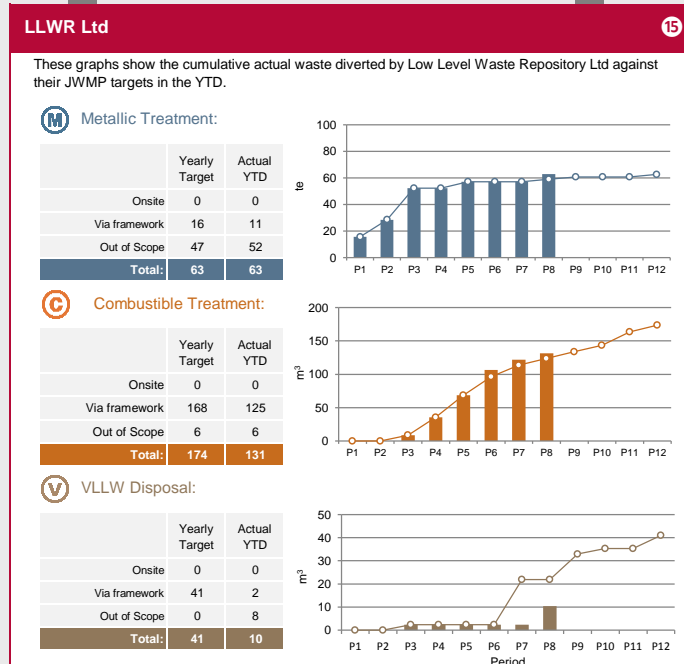 LLWR Ltd
15
These graphs show the cumulative actual waste diverted by Low Level Waste Repository Ltd against
their JWMP targets in the YTD.
M Metallic Treatment:
Yearly Target Actual YTD
Onsite 0 0
Via framework 16 11
Out of Scope 47 52
Total: 63 63
100
80
60
40
20
0
te
P1 P2 P3 P4 P5 P6 P7 P8 P9 P10 P11 P12
C Combustible Treatment:
Yearly Target Actual YTD
Onsite 0 0
Via framework 168 125
Out of Scope 6 6
Total: 174 131
200
150
100
50
0
m³
P1 P2 P3 P4 P5 P6 P7 P8 P9 P10 P11 P12
V VLLW Disposal:
Yearly Target Actual YTD
Onsite 0 0
Via framework 41 2
Out of Scope 0 8
Total: 41 10
50
40
30
20
10
0
m³
P1 P2 P3 P4 P5 P6 P7 P8 P9 P10 P11 P12
Period